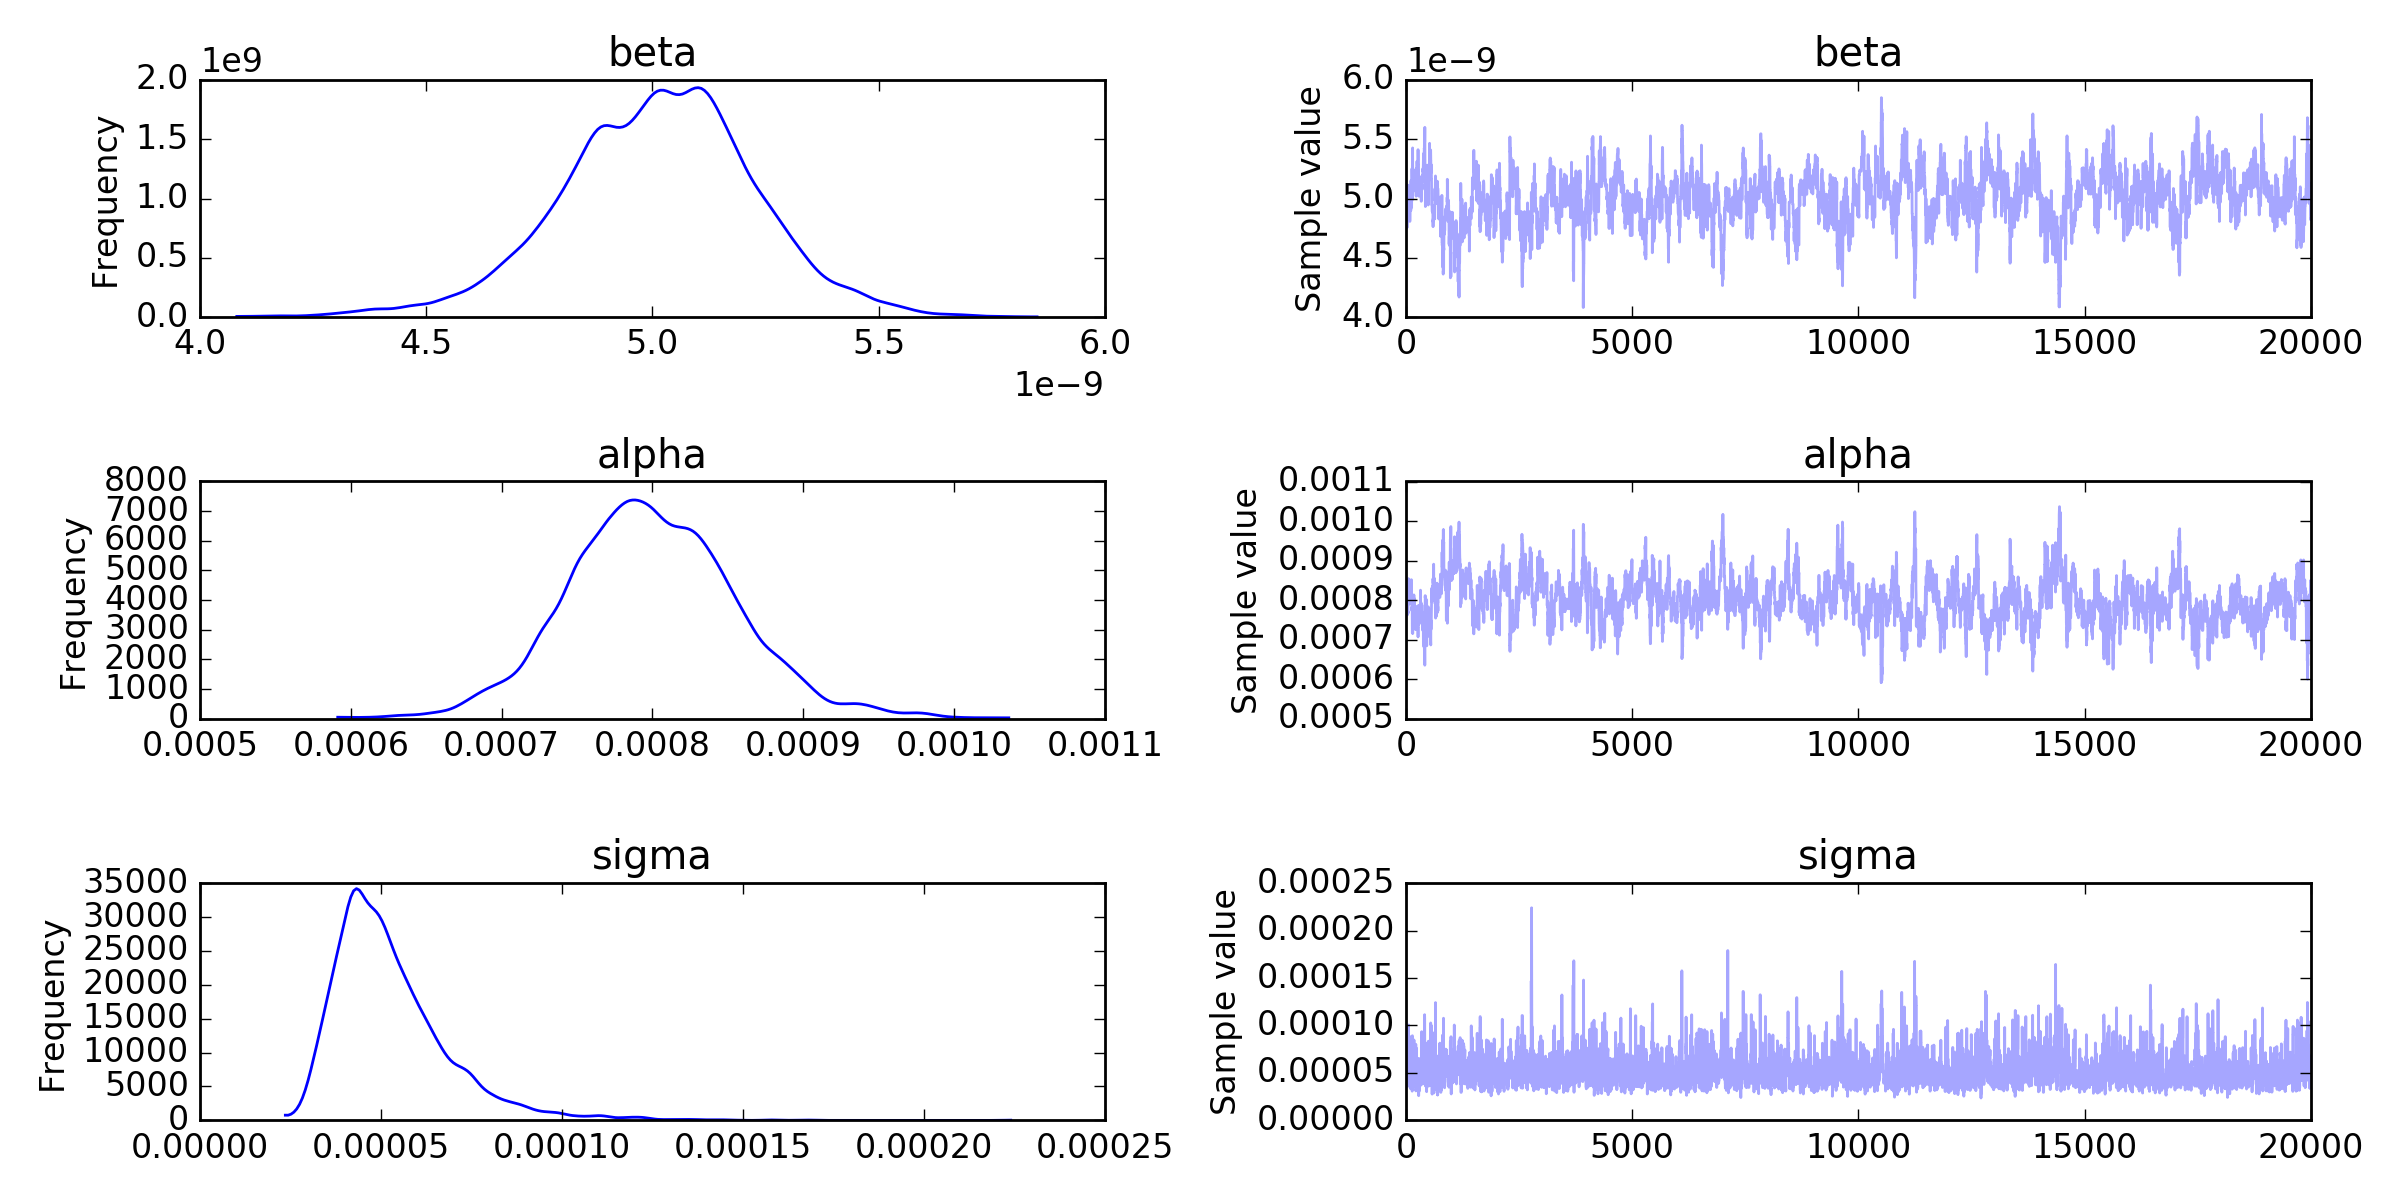 beta
1e9
2.0
1.5
1.0
0.5
0.0
Frequency
4.0 4.5 5.0 5.5 6.0
1e−9
beta
1e−9
6.0
5.5
5.0
4.5
4.0
Sample value
0 5000 10000 15000 20000
alpha
8000
7000
6000
5000
4000
3000
2000
1000
0
Frequency
0.0005 0.0006 0.0007 0.0008 0.0009 0.0010 0.0011
alpha
0.0011
0.0010
0.0009
0.0008
0.0007
0.0006
0.0005
Sample value
0 5000 10000 15000 20000
sigma
35000
30000
25000
20000
15000
10000
5000
0
Frequency
0.00000 0.00005 0.00010 0.00015 0.00020 0.00025
sigma
0.00025
0.00020
0.00015
0.00010
0.00005
0.00000
Sample value
0 5000 10000 15000 20000